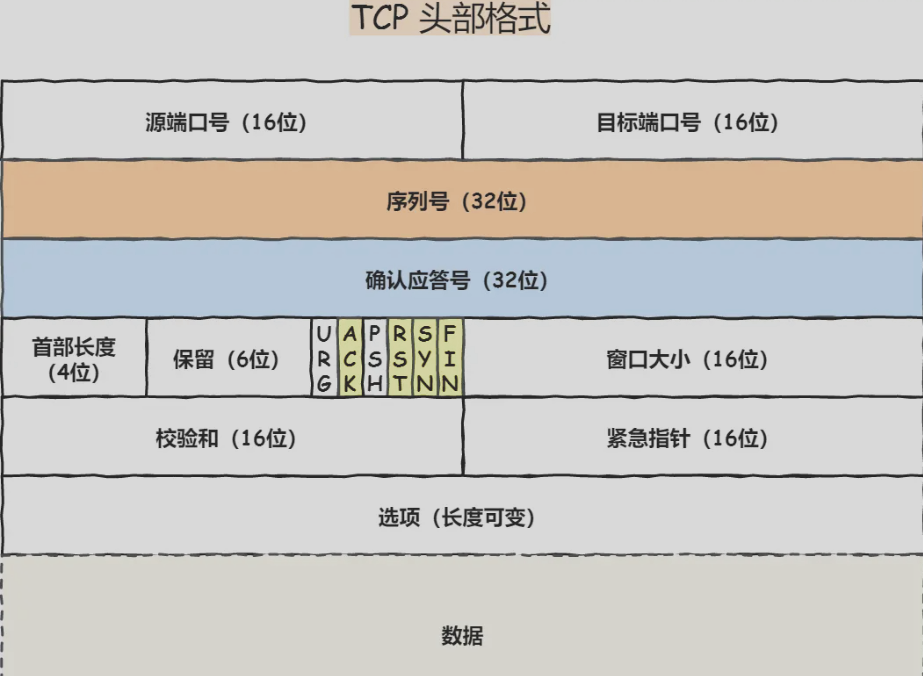 TCP 头部格式
源端口号（16位）
目标端口号（16位）
序列号（32位）
确认应答号（32位）
首部长度
（4位）
保留（6位）
URG
ACK
PSH
RST
SYN
FIN
窗口大小（16位）
校验和（16位）
紧急指针（16位）
选项（长度可变）
数据